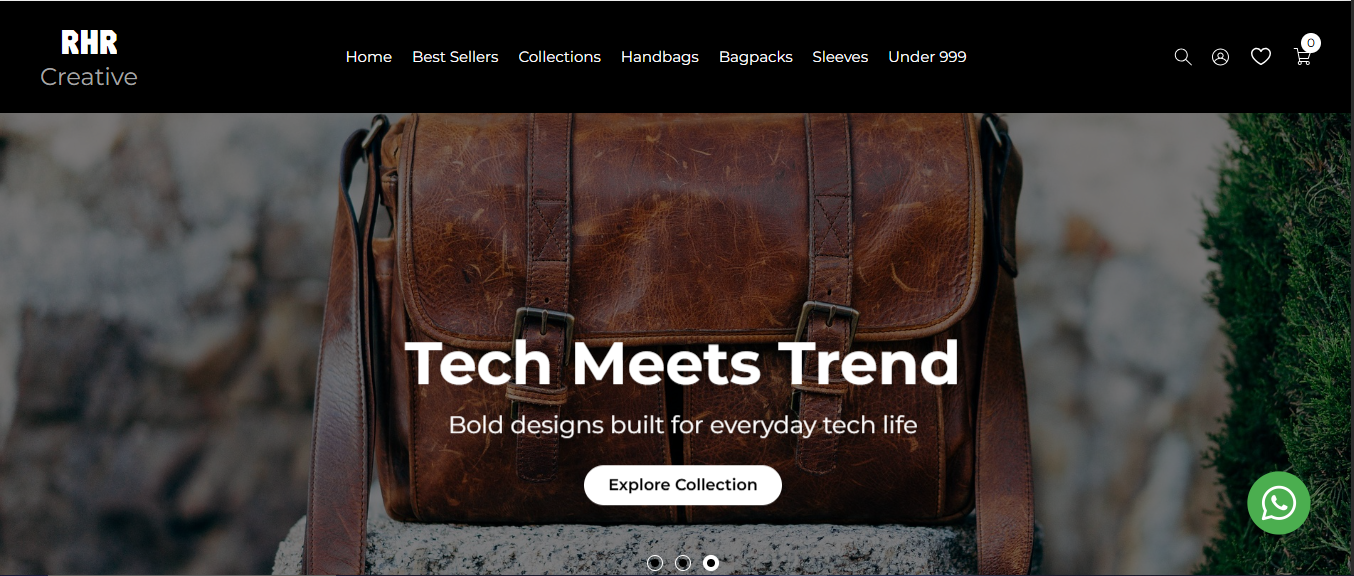 RHR
Creative
Home Best Sellers Collections Handbags Bagpacks Sleeves Under 999
0
Tech Meets Trend
Bold designs built for everyday tech life
Explore Collection